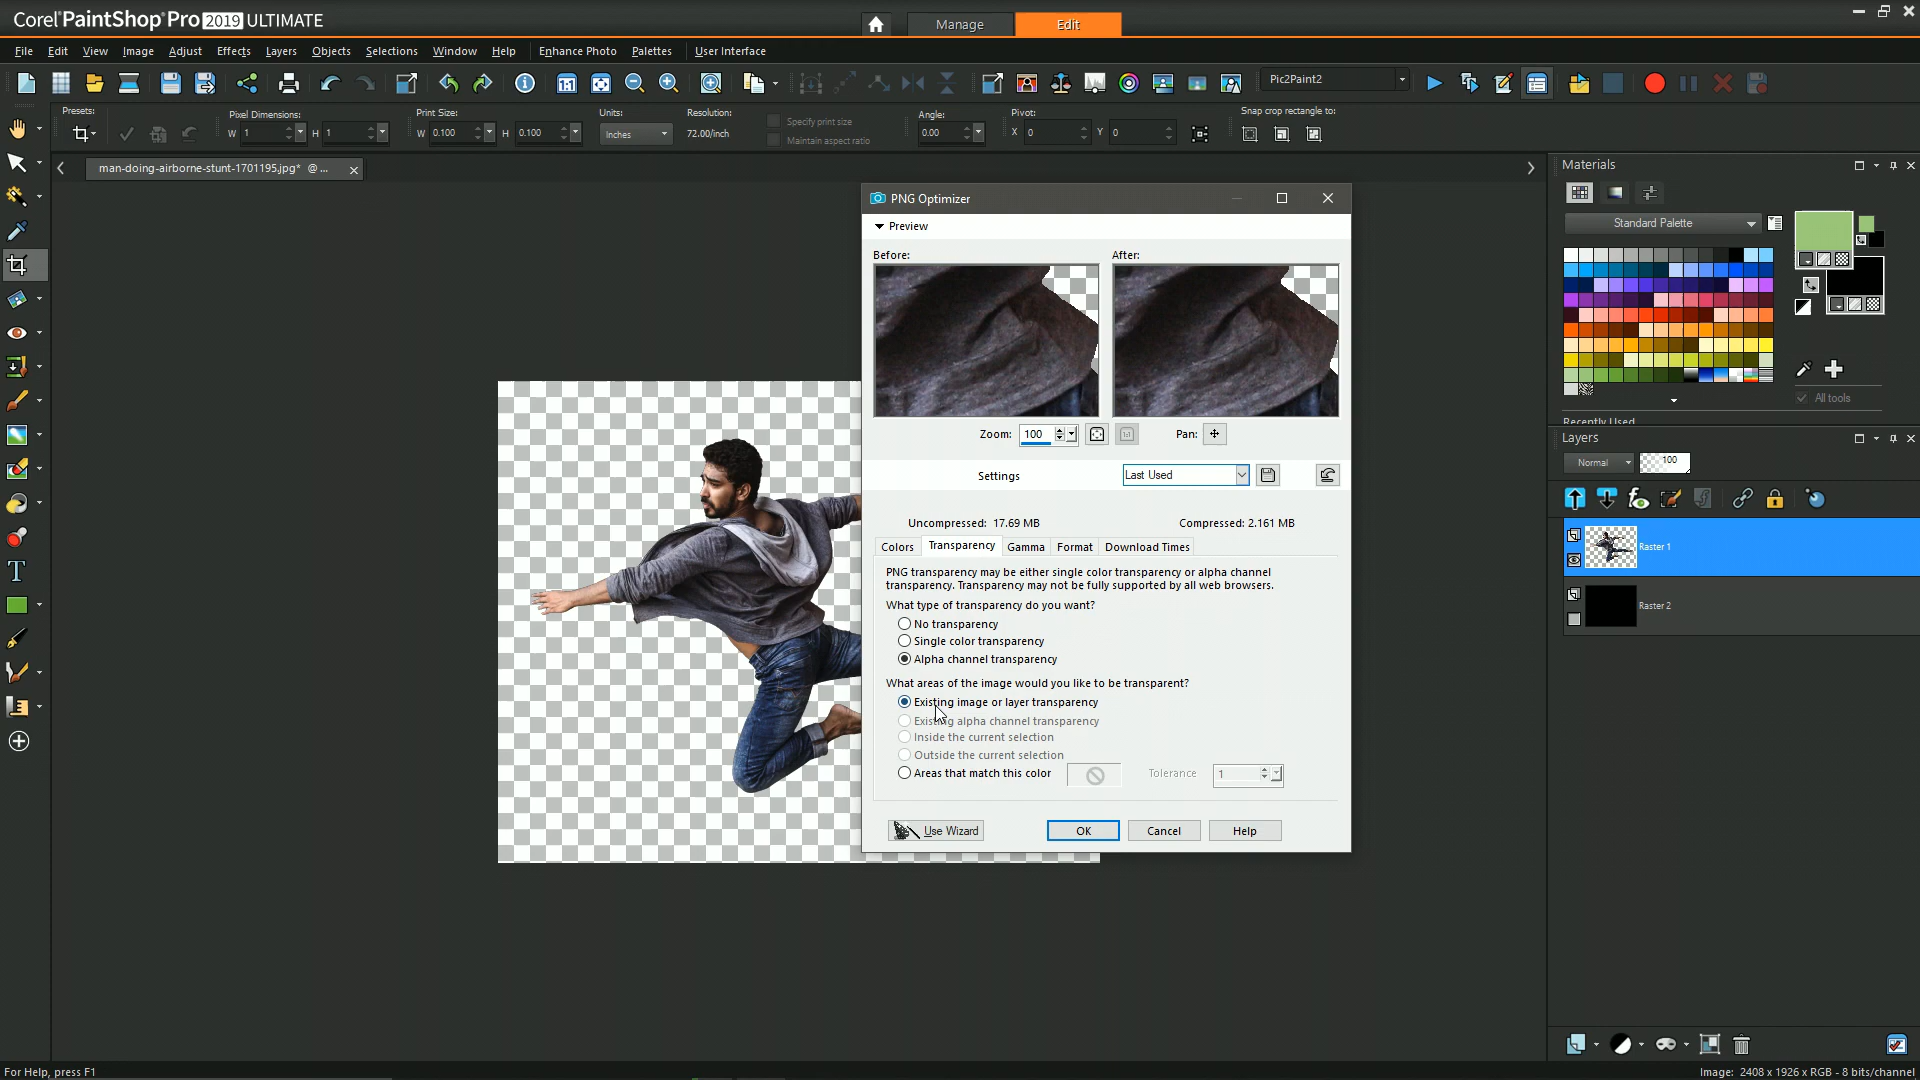 Corel PaintShop Pro 2019 ULTIMATE
Manage
Edit
File Edit View Image Adjust Effects Layers Objects Selections Window Help Enhance Photo Palettes User Interface
Pic2Paint2
Presets:
Pixel Dimensions:
W 1 H 1
Print Size:
W 0.100 H 0.100
Units:
Inches
Resolution:
72.00/inch
Specify print size
Maintain aspect ratio
Angle:
0.00
Pivot:
X 0 Y 0
Snap crop rectangle to:
man-doing-airborne-stunt-1701195.jpg* @ ...
PNG Optimizer
Preview
Before:
After:
Zoom: 100
Pan:
Settings
Last Used
Uncompressed: 17.69 MB
Compressed: 2.161 MB
Colors Transparency Gamma Format Download Times
PNG transparency may be either single color transparency or alpha channel
transparency. Transparency may not be fully supported by all web browsers.
What type of transparency do you want?
No transparency
Single color transparency
Alpha channel transparency
What areas of the image would you like to be transparent?
Existing image or layer transparency
Existing alpha channel transparency
Inside the current selection
Outside the current selection
Areas that match this color
Tolerance 1
Use Wizard
OK
Cancel
Help
Materials
Standard Palette
All tools
Recently Used
Layers
Normal
100
Raster 1
Raster 2
For Help, press F1
Image: 2408 x 1926 x RGB - 8 bits/channel